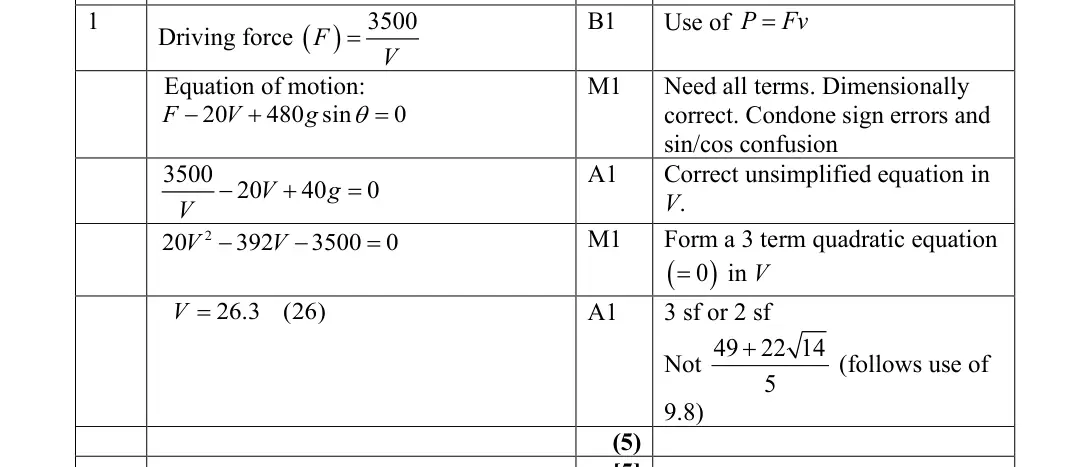 1 Driving force (F) = 3500/V B1 Use of P = Fv
Equation of motion: M1 Need all terms. Dimensionally
F − 20V + 480g sin θ = 0 correct. Condone sign errors and
sin/cos confusion
3500/V − 20V + 40g = 0 A1 Correct unsimplified equation in
V.
20V² − 392V − 3500 = 0 M1 Form a 3 term quadratic equation
(= 0) in V
V = 26.3 (26) A1 3 sf or 2 sf
Not (49 + 22√14)/5 (follows use of
9.8)
(5)
[5]